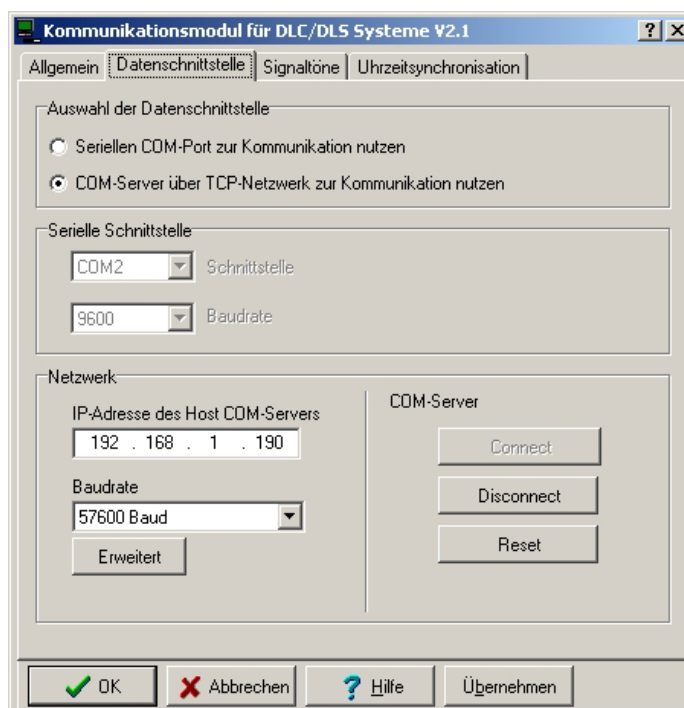 Kommunikationsmodul für DLC/DLS Systeme V2.1
Allgemein Datenschnittstelle Signaltöne Uhrzeitsynchronisation
Auswahl der Datenschnittstelle
Seriellen COM-Port zur Kommunikation nutzen
COM-Server über TCP-Netzwerk zur Kommunikation nutzen
Serielle Schnittstelle
COM2 Schnittstelle
9600 Baudrate
Netzwerk
IP-Adresse des Host COM-Servers
192 . 168 . 1 . 190
Baudrate
57600 Baud
Erweitert
COM-Server
Connect
Disconnect
Reset
OK Abbrechen Hilfe Übernehmen